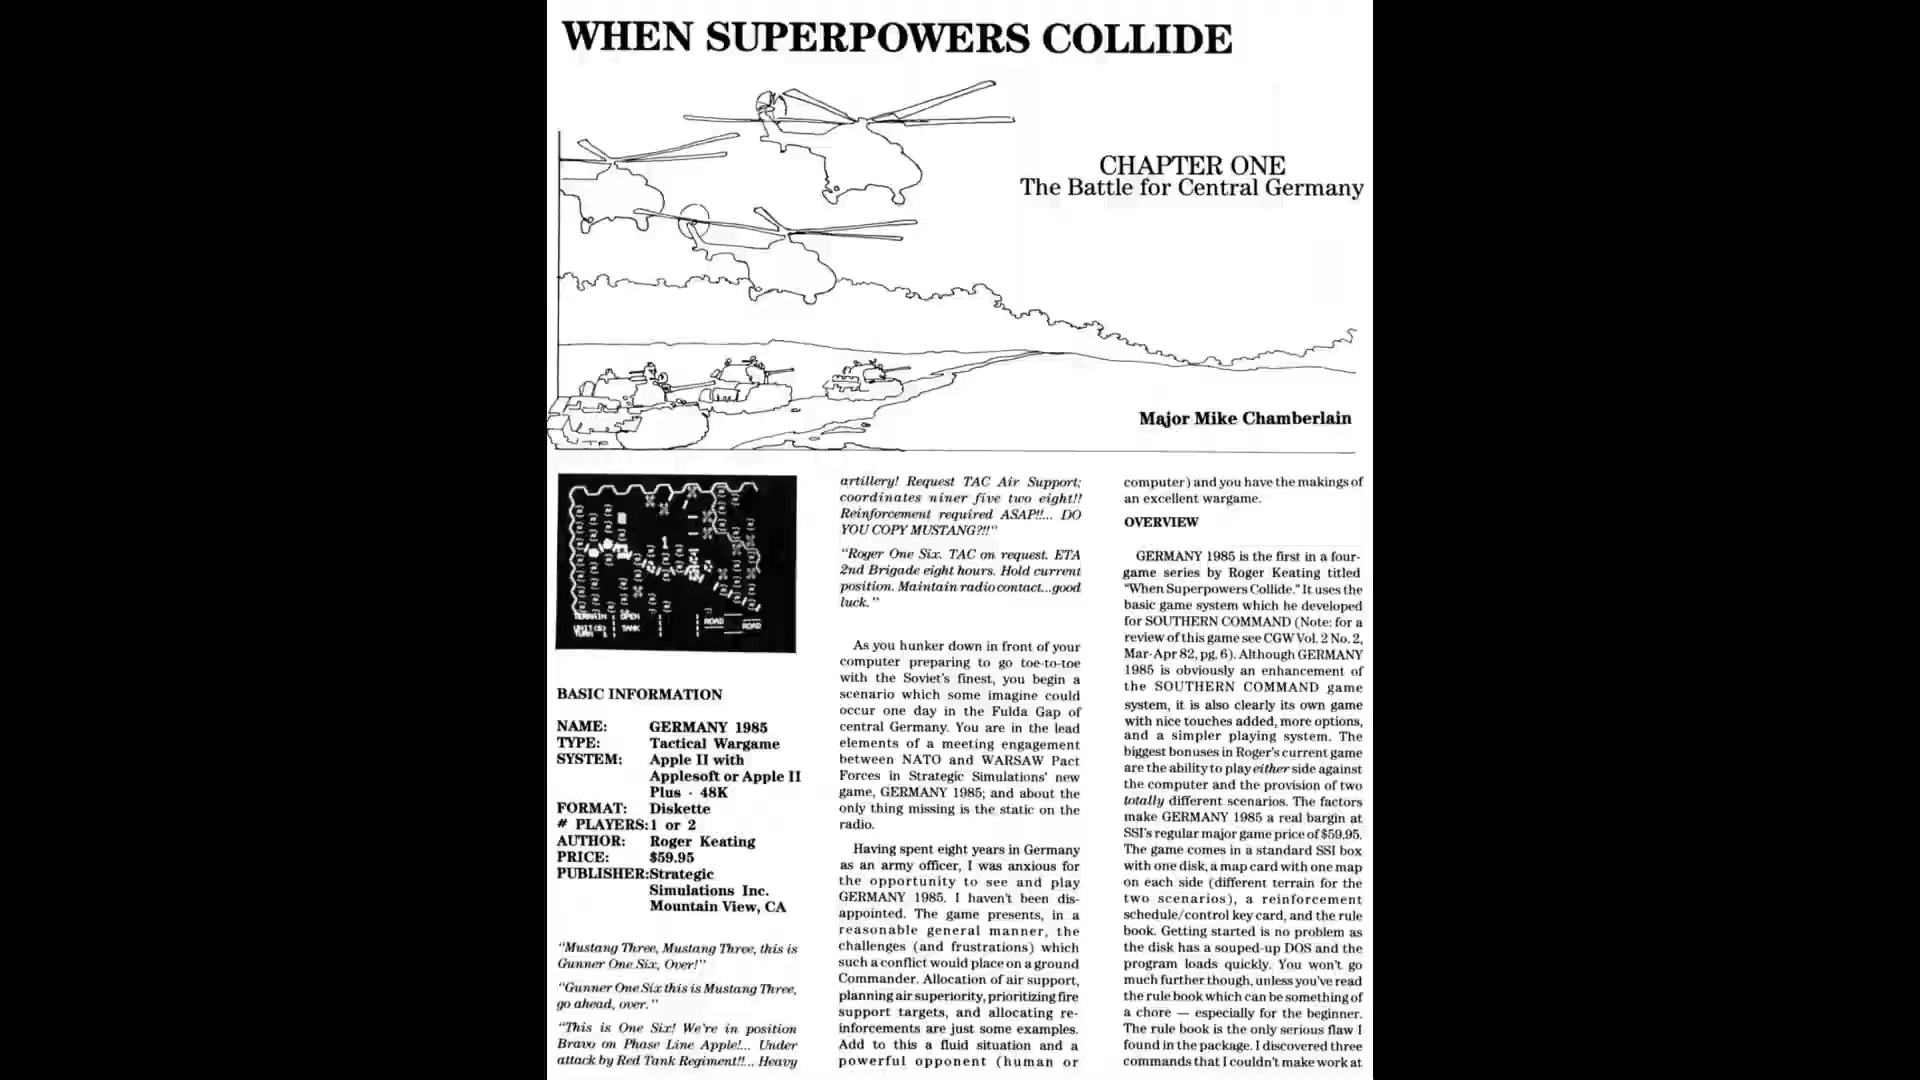 WHEN SUPERPOWERS COLLIDE
CHAPTER ONE
The Battle for Central Germany
Major Mike Chamberlain
TERRAIN OPEN
UNIT(S) TANK
TURN 1
ROAD ROAD
BASIC INFORMATION
NAME: GERMANY 1985
TYPE: Tactical Wargame
SYSTEM: Apple II with
Applesoft or Apple II
Plus - 48K
FORMAT: Diskette
# PLAYERS: 1 or 2
AUTHOR: Roger Keating
PRICE: $59.95
PUBLISHER: Strategic
Simulations Inc.
Mountain View, CA
"Mustang Three, Mustang Three, this is
Gunner One Six, Over!"
"Gunner One Six this is Mustang Three,
go ahead, over."
"This is One Six! We're in position
Bravo on Phase Line Apple!... Under
attack by Red Tank Regiment!!... Heavy
artillery! Request TAC Air Support;
coordinates niner five two eight!!
Reinforcement required ASAP!!... DO
YOU COPY MUSTANG?!!"
"Roger One Six. TAC on request. ETA
2nd Brigade eight hours. Hold current
position. Maintain radio contact...good
luck."
As you hunker down in front of your
computer preparing to go toe-to-toe
with the Soviet's finest, you begin a
scenario which some imagine could
occur one day in the Fulda Gap of
central Germany. You are in the lead
elements of a meeting engagement
between NATO and WARSAW Pact
Forces in Strategic Simulations' new
game, GERMANY 1985; and about the
only thing missing is the static on the
radio.
Having spent eight years in Germany
as an army officer, I was anxious for
the opportunity to see and play
GERMANY 1985. I haven't been dis-
appointed. The game presents, in a
reasonable general manner, the
challenges (and frustrations) which
such a conflict would place on a ground
Commander. Allocation of air support,
planning air superiority, prioritizing fire
support targets, and allocating re-
inforcements are just some examples.
Add to this a fluid situation and a
powerful opponent (human or
computer) and you have the makings of
an excellent wargame.
OVERVIEW
GERMANY 1985 is the first in a four-
game series by Roger Keating titled
"When Superpowers Collide." It uses the
basic game system which he developed
for SOUTHERN COMMAND (Note: for a
review of this game see CGW Vol. 2 No. 2,
Mar-Apr 82, pg. 6). Although GERMANY
1985 is obviously an enhancement of
the SOUTHERN COMMAND game
system, it is also clearly its own game
with nice touches added, more options,
and a simpler playing system. The
biggest bonuses in Roger's current game
are the ability to play either side against
the computer and the provision of two
totally different scenarios. The factors
make GERMANY 1985 a real bargin at
SSI's regular major game price of $59.95.
The game comes in a standard SSI box
with one disk, a map card with one map
on each side (different terrain for the
two scenarios), a reinforcement
schedule/control key card, and the rule
book. Getting started is no problem as
the disk has a souped-up DOS and the
program loads quickly. You won't go
much further though, unless you've read
the rule book which can be something of
a chore — especially for the beginner.
The rule book is the only serious flaw I
found in the package. I discovered three
commands that I couldn't make work at